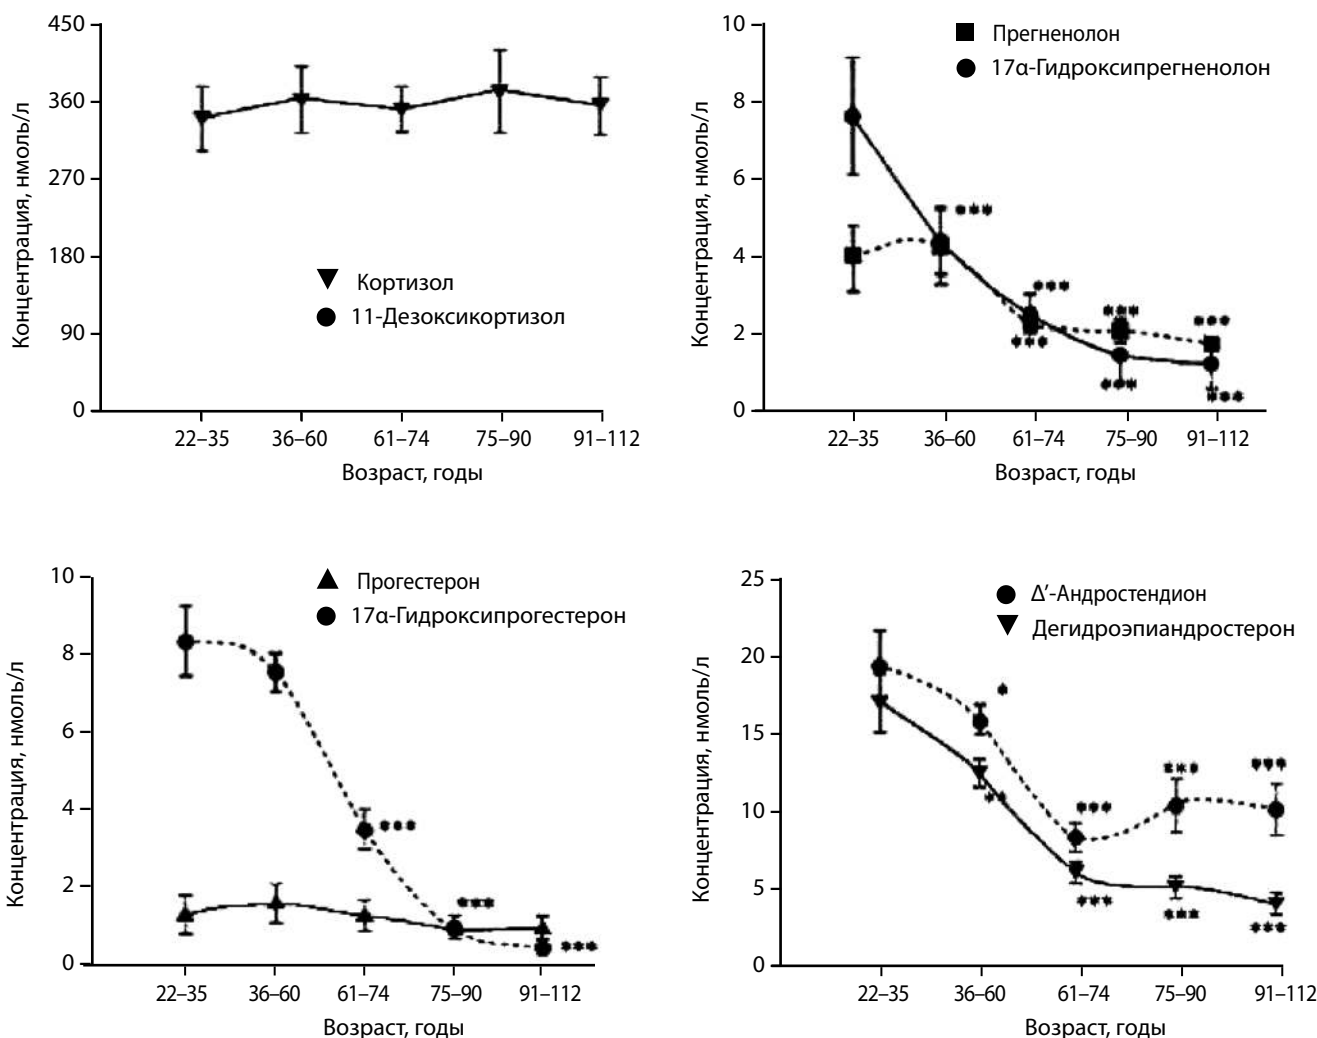 450
360
270
180
90
0
Концентрация, нмоль/л
Кортизол
11-Дезоксикортизол
22–35 36–60 61–74 75–90 91–112
Возраст, годы
10
8
6
4
2
0
Концентрация, нмоль/л
Прегненолон
17α-Гидроксипрегненолон
***
***
***
***
***
***
***
22–35 36–60 61–74 75–90 91–112
Возраст, годы
10
8
6
4
2
0
Концентрация, нмоль/л
Прогестерон
17α-Гидроксипрогестерон
***
***
***
22–35 36–60 61–74 75–90 91–112
Возраст, годы
25
20
15
10
5
0
Концентрация, нмоль/л
Δ′-Андростендион
Дегидроэпиандростерон
*
**
***
***
***
***
***
***
22–35 36–60 61–74 75–90 91–112
Возраст, годы